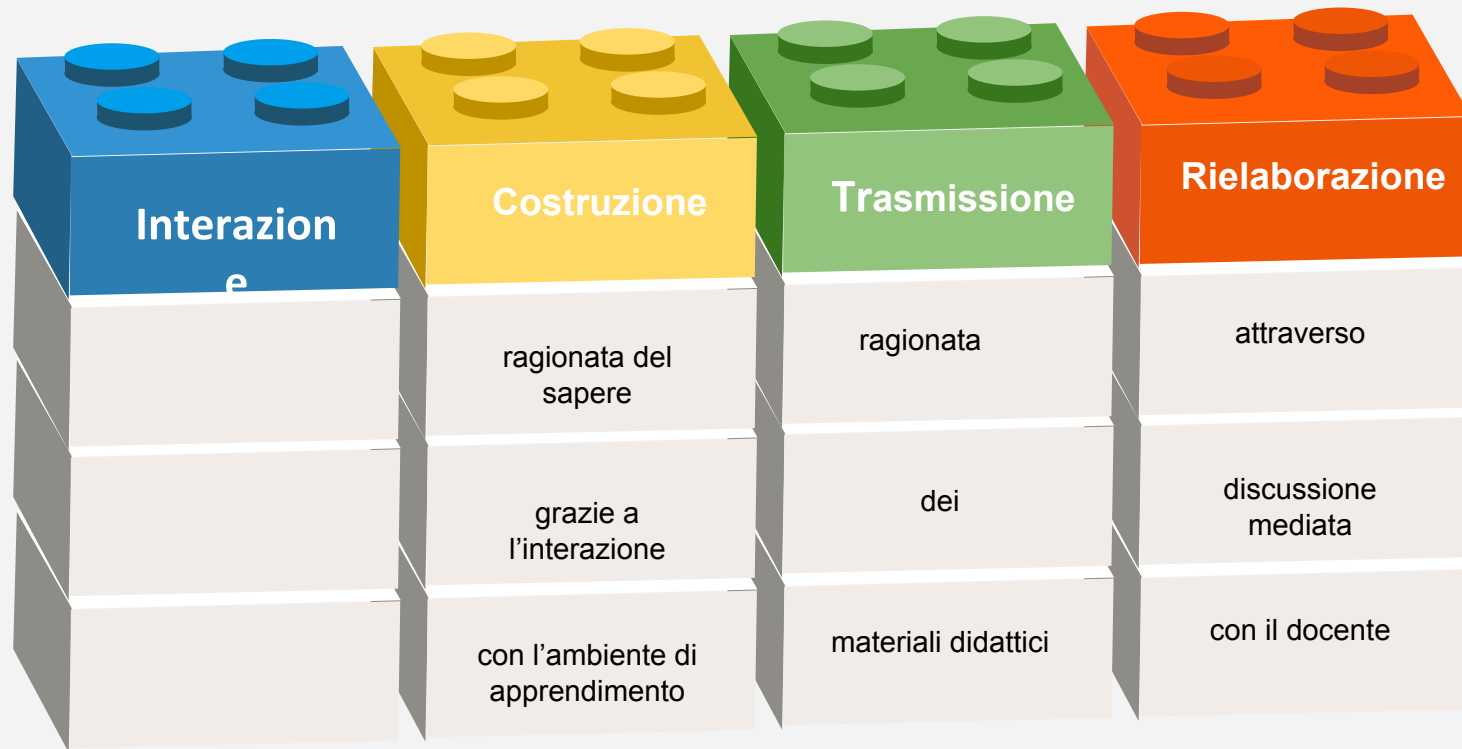 Interazion
e
Costruzione
ragionata del
sapere
grazie a
l’interazione
con l’ambiente di
apprendimento
Trasmissione
ragionata
dei
materiali didattici
Rielaborazione
attraverso
discussione
mediata
con il docente